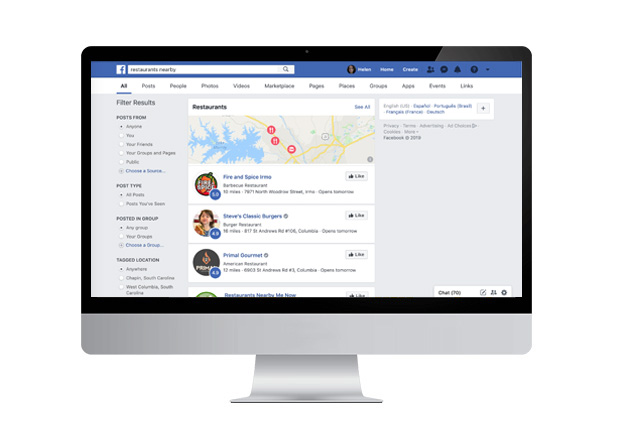 restaurants nearby
Helen Home Create
All Posts People Photos Videos Marketplace Pages Places Groups Apps Events Links
Filter Results
POSTS FROM
Anyone
You
Your Friends
Your Groups and Pages
Public
Choose a Source...
POST TYPE
All Posts
Posts You've Seen
POSTED IN GROUP
Any group
Your Groups
Choose a Group...
TAGGED LOCATION
Anywhere
Chapin, South Carolina
West Columbia, South
Carolina
Restaurants See All
Fire and Spice Irmo
Like
Barbecue Restaurant
15 miles · 7971 North Woodrow Street, Irmo · Opens tomorrow
5.0
Steve's Classic Burgers
Like
Burger Restaurant
16 miles · 817 St Andrews Rd #108, Columbia · Opens tomorrow
4.9
Primal Gourmet
Like
American Restaurant
12 miles · 6903 St Andrews Rd #3, Columbia · Opens tomorrow
4.9
Restaurants Near Me Now
Like
English (US) · Español · Português (Brasil)
· Français (France) · Deutsch
Privacy · Terms · Advertising · Ad Choices
Cookies · More
Facebook © 2019
Chat (70)